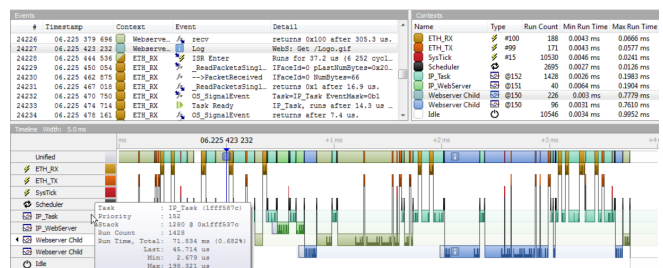 Events
# Timestamp Context Event Detail
24226 06.225 379 696 Webserve… recv returns 0x100 after 305.3 us.
24227 06.225 423 232 Webserve… Log WebS: Get /Logo.gif
24228 06.225 444 536 ETH_RX ISR Enter Runs for 37.2 us (6 252 cycl…
24229 06.225 450 054 ETH_RX _ReadPacketsSingl… IFaceId=0 pLastNumBytes=0x20…
24230 06.225 462 875 ETH_RX --->PacketReceived IFaceId=0 NumBytes=66
24231 06.225 467 018 ETH_RX _ReadPacketsSingl… returns 0x1 after 16.9 us.
24232 06.225 470 750 ETH_RX OS_SignalEvent Task=IP_Task EventMask=0b1
24233 06.225 474 714 ETH_RX Task Ready IP_Task, runs after 14.3 us …
24234 06.225 478 161 ETH_RX OS_SignalEvent returns after 7.4 us.
Contexts
Name Type Run Count Min Run Time Max Run Time
ETH_RX #100 188 0.0043 ms 0.0666 ms
ETH_TX #99 171 0.0043 ms 0.0577 ms
SysTick #15 10530 0.0046 ms 0.0241 ms
Scheduler 2695 0.0027 ms 0.0126 ms
IP_Task @152 1428 0.0026 ms 0.1983 ms
IP_WebServer @151 40 0.0064 ms 0.1904 ms
Webserver Child @150 226 0.003 ms 0.7779 ms
Webserver Child @150 96 0.0031 ms 0.7610 ms
Idle 10546 0.0034 ms 0.9952 ms
Timeline Width: 5.0 ms
ms 06.225 423 232 +1 ms +2 ms +3 ms +4
Unified
ETH_RX
ETH_TX
SysTick
Scheduler
IP_Task
IP_WebServer
Webserver Chld
Webserver Chld
Idle
Task : IP_Task (1fff587c)
Priority : 152
Stack : 1280 @ 0x1fff597c
Run Count : 1428
Run Time, Total: 71.834 ms (0.682%)
Last: 45.714 us
Min: 2.679 us
Max: 198.321 us